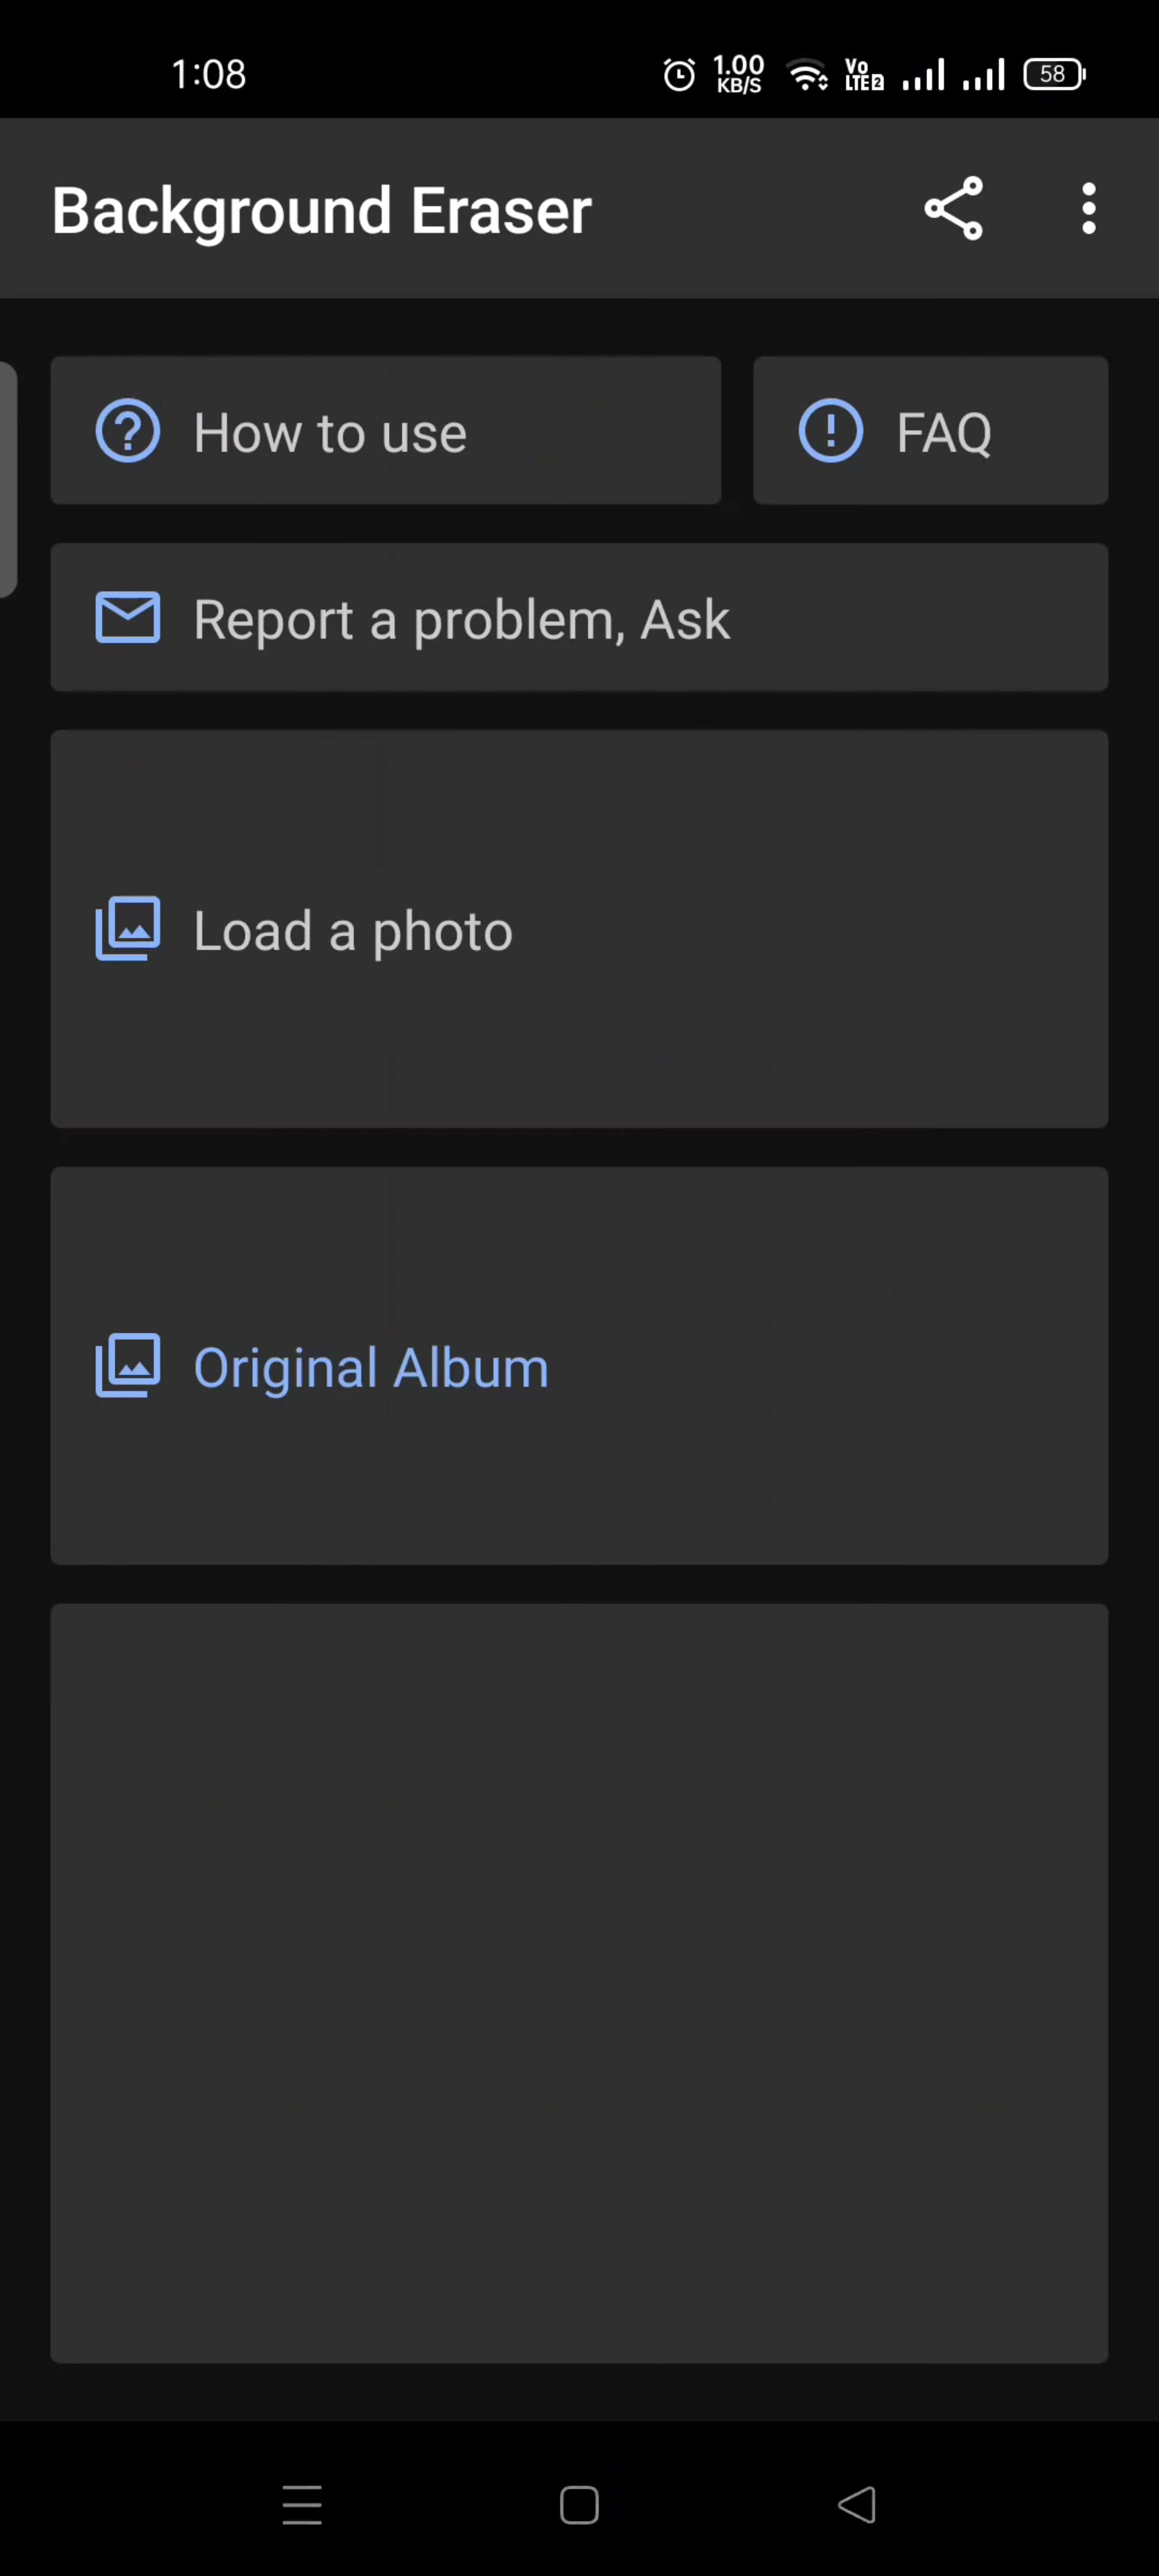 1:08
1.00
KB/S
Vo
LTE2
58
Background Eraser
How to use
FAQ
Report a problem, Ask
Load a photo
Original Album